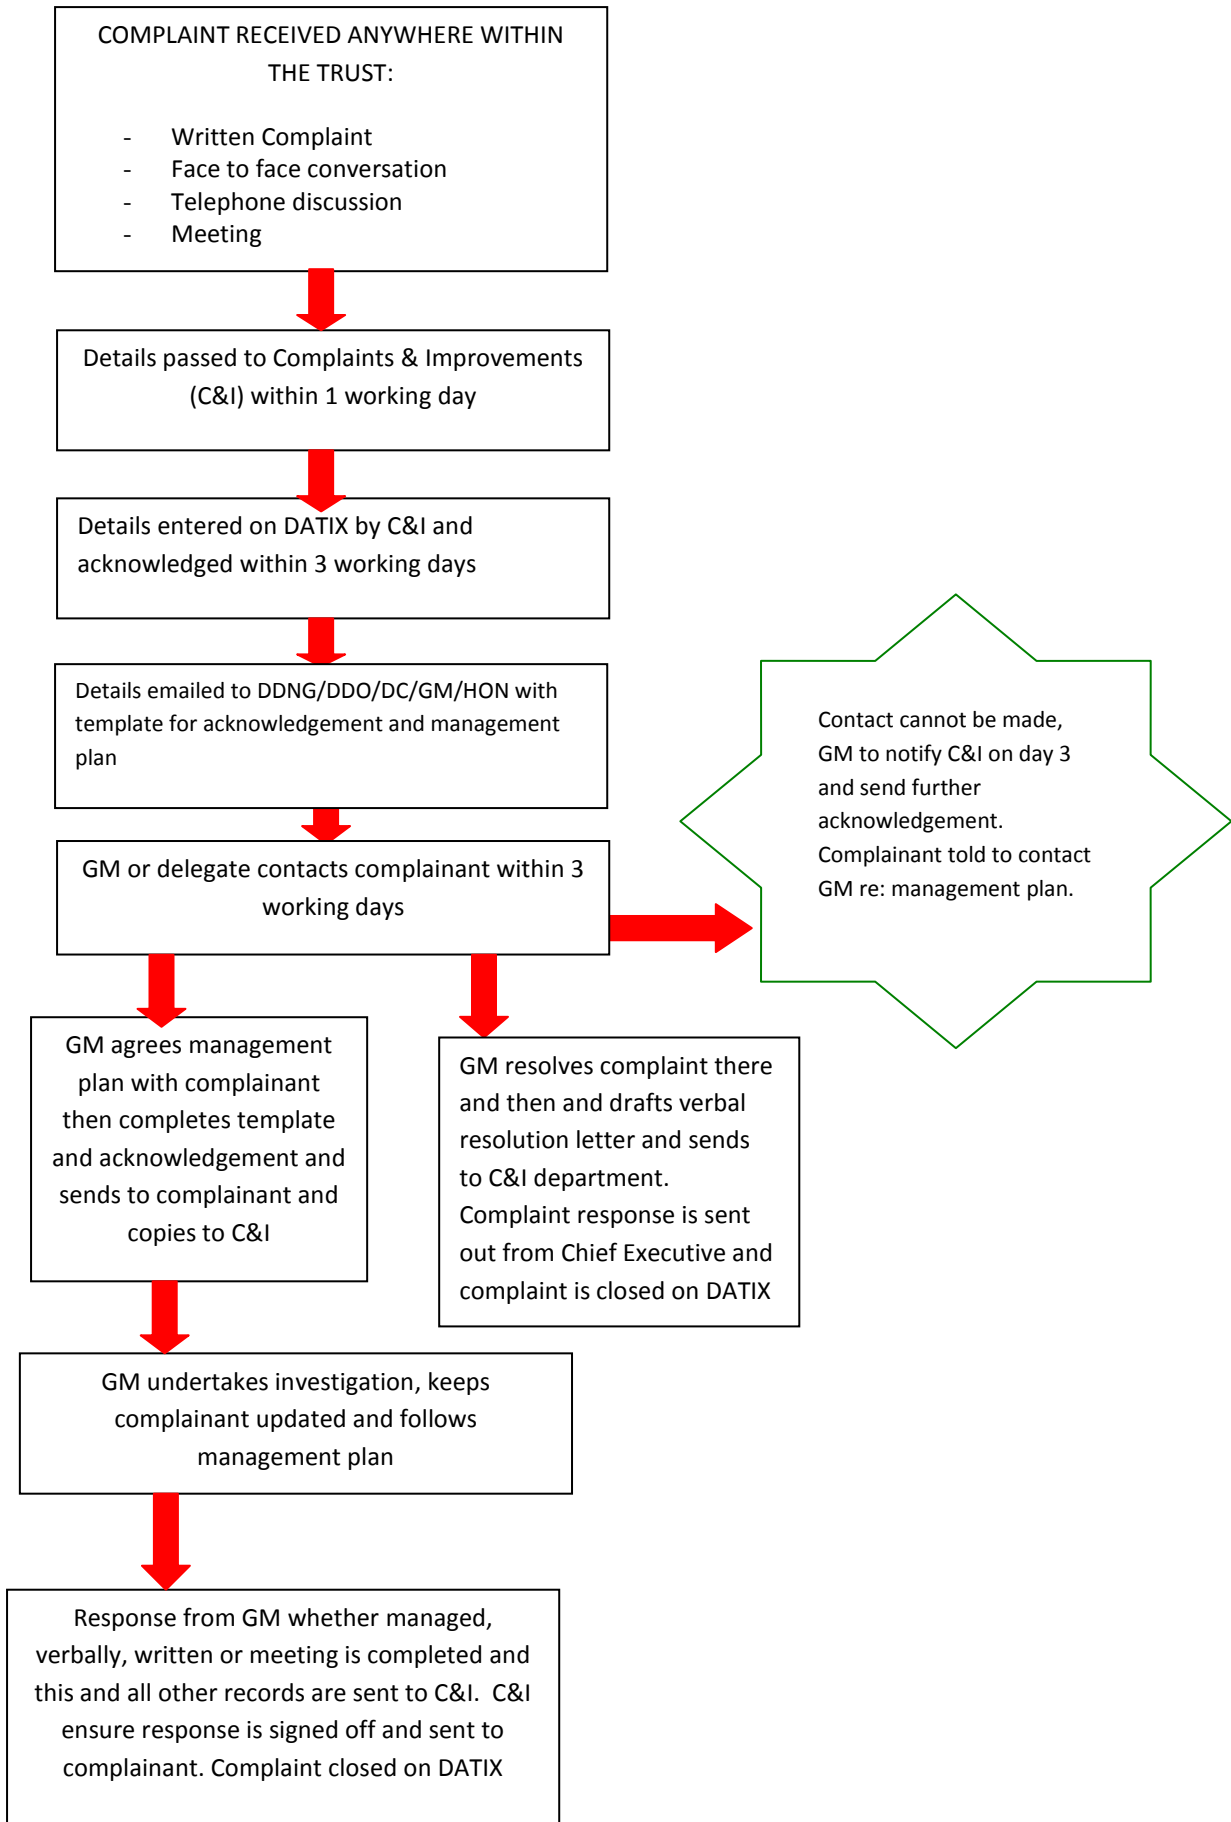 COMPLAINT RECEIVED ANYWHERE WITHIN
THE TRUST:
- Written Complaint
- Face to face conversation
- Telephone discussion
- Meeting
Details passed to Complaints & Improvements
(C&I) within 1 working day
Details entered on DATIX by C&I and
acknowledged within 3 working days
Details emailed to DDNG/DDO/DC/GM/HON with
template for acknowledgement and management
plan
GM or delegate contacts complainant within 3
working days
Contact cannot be made,
GM to notify C&I on day 3
and send further
acknowledgement.
Complainant told to contact
GM re: management plan.
GM agrees management
plan with complainant
then completes template
and acknowledgement and
sends to complainant and
copies to C&I
GM resolves complaint there
and then and drafts verbal
resolution letter and sends
to C&I department.
Complaint response is sent
out from Chief Executive and
complaint is closed on DATIX
GM undertakes investigation, keeps
complainant updated and follows
management plan
Response from GM whether managed,
verbally, written or meeting is completed and
this and all other records are sent to C&I.  C&I
ensure response is signed off and sent to
complainant. Complaint closed on DATIX